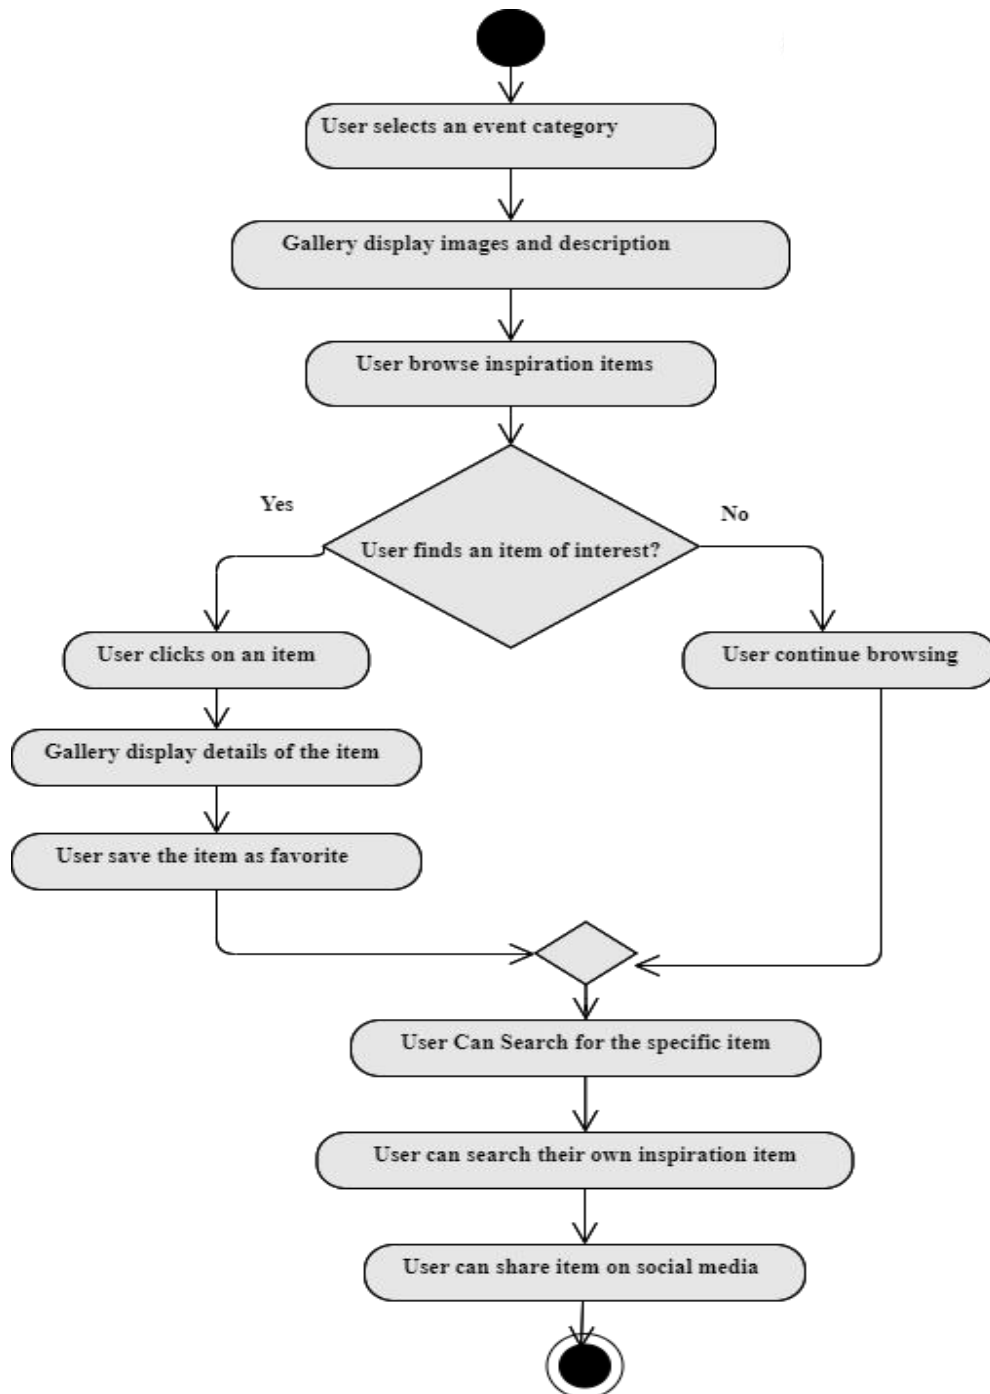 User selects an event category
Gallery display images and description
User browse inspiration items
Yes
No
User finds an item of interest?
User clicks on an item
User continue browsing
Gallery display details of the item
User save the item as favorite
User Can Search for the specific item
User can search their own inspiration item
User can share item on social media